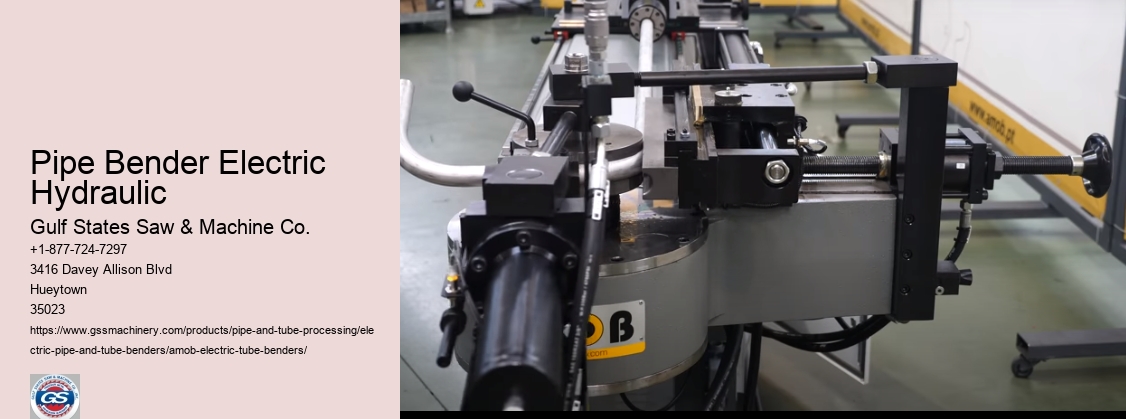 Pipe Bender Electric
Hydraulic
Gulf States Saw & Machine Co.
+1-877-724-7297
3416 Davey Allison Blvd
Hueytown
35023
https://www.gssmachinery.com/products/pipe-and-tube-processing/ele
ctric-pipe-and-tube-benders/amob-electric-tube-benders/
GS
www.amob.pt
OB
.com